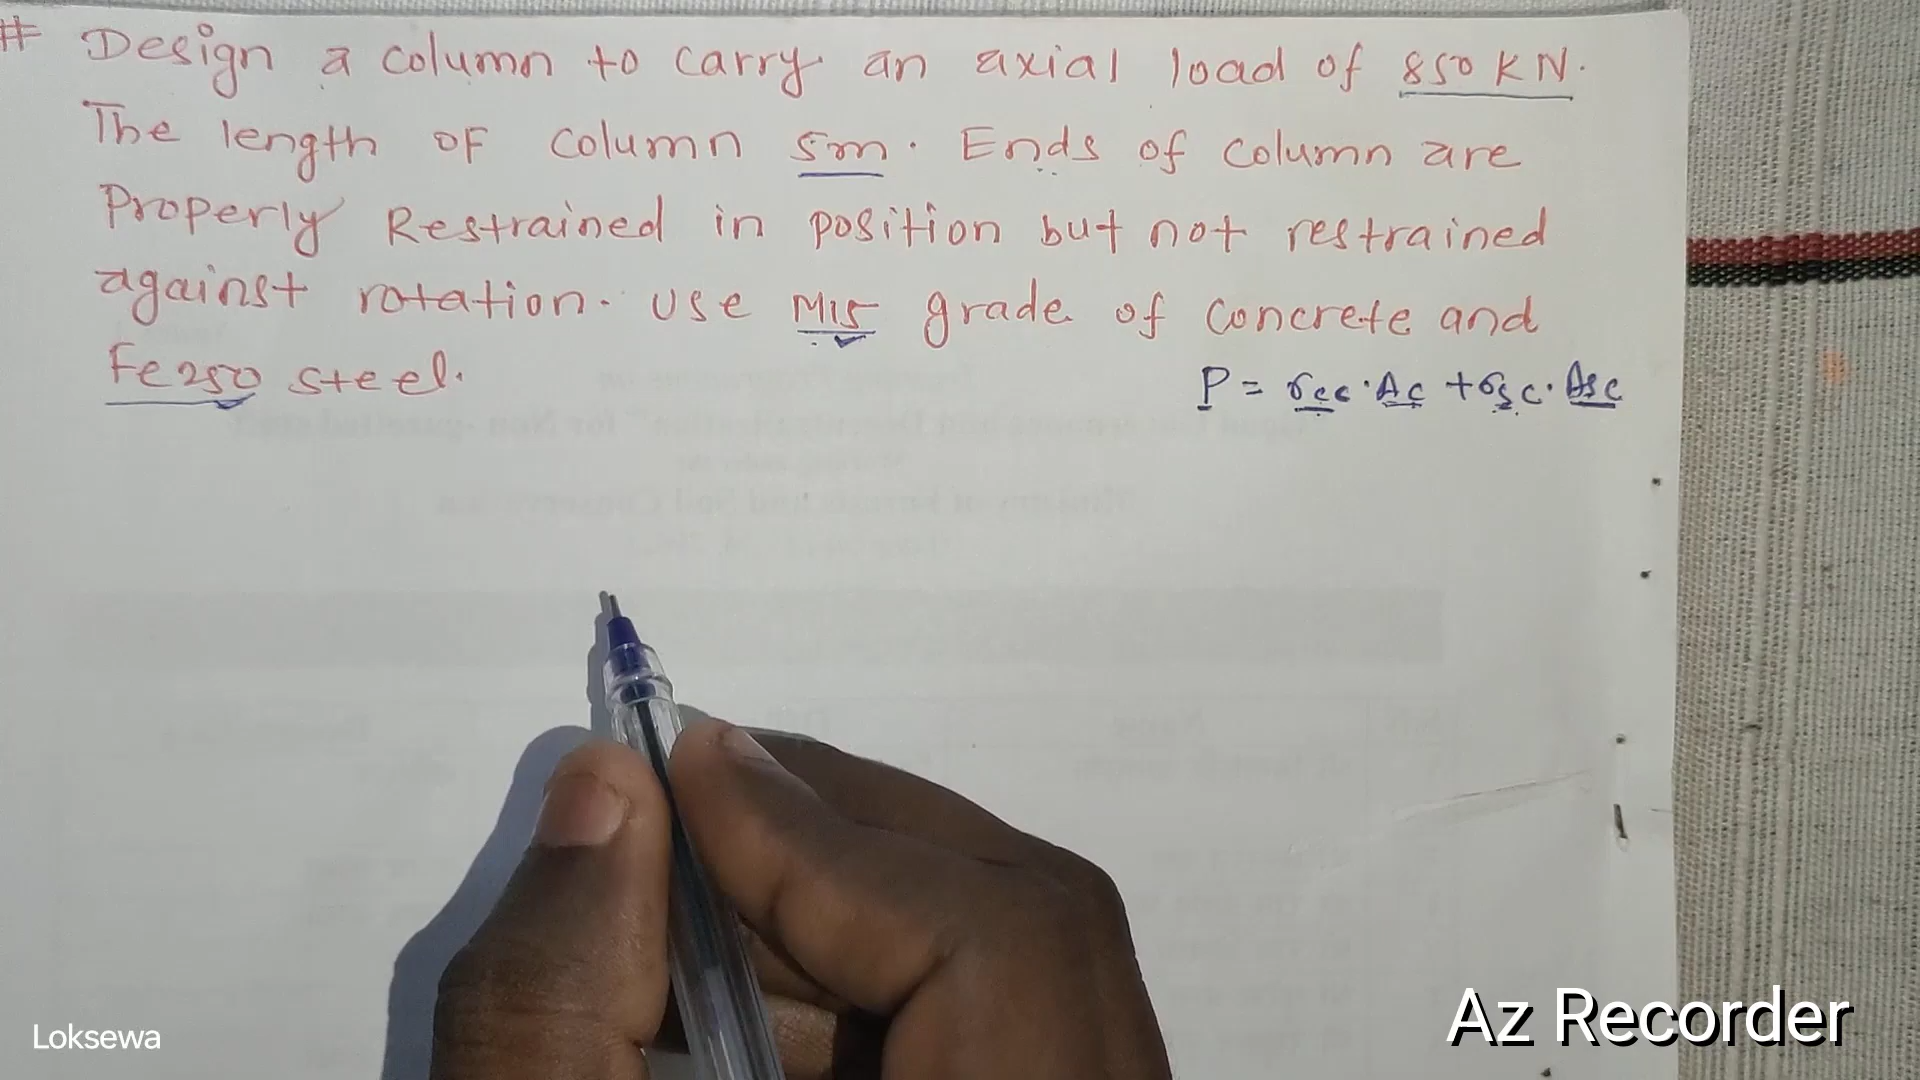 # Design a column to carry an axial load of 850 KN.
The length of column 5m. Ends of column are
Properly Restrained in position but not restrained
against rotation. use M15 grade of concrete and
Fe250 steel.
P = σcc · Ac + σsc · Asc
Az Recorder
Loksewa